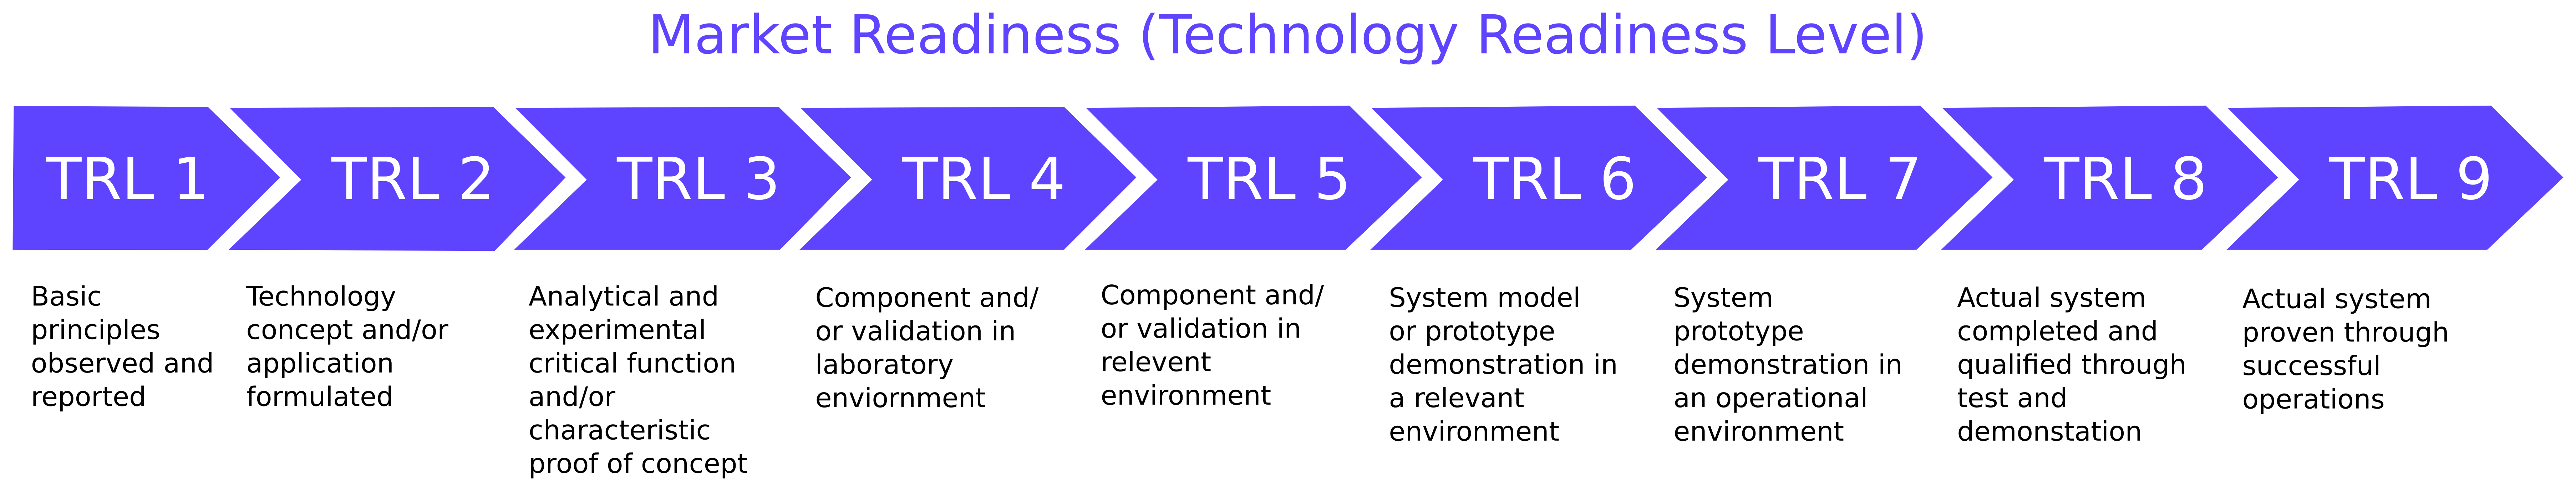 Market Readiness (Technology Readiness Level)
TRL 1
TRL 2
TRL 3
TRL 4
TRL 5
TRL 6
TRL 7
TRL 8
TRL 9
Basic
principles
observed and
reported
Technology
concept and/or
application
formulated
Analytical and
experimental
critical function
and/or
characteristic
proof of concept
Component and/
or validation in
laboratory
enviornment
Component and/
or validation in
relevent
environment
System model
or prototype
demonstration in
a relevant
environment
System
prototype
demonstration in
an operational
environment
Actual system
completed and
qualified through
test and
demonstation
Actual system
proven through
successful
operations